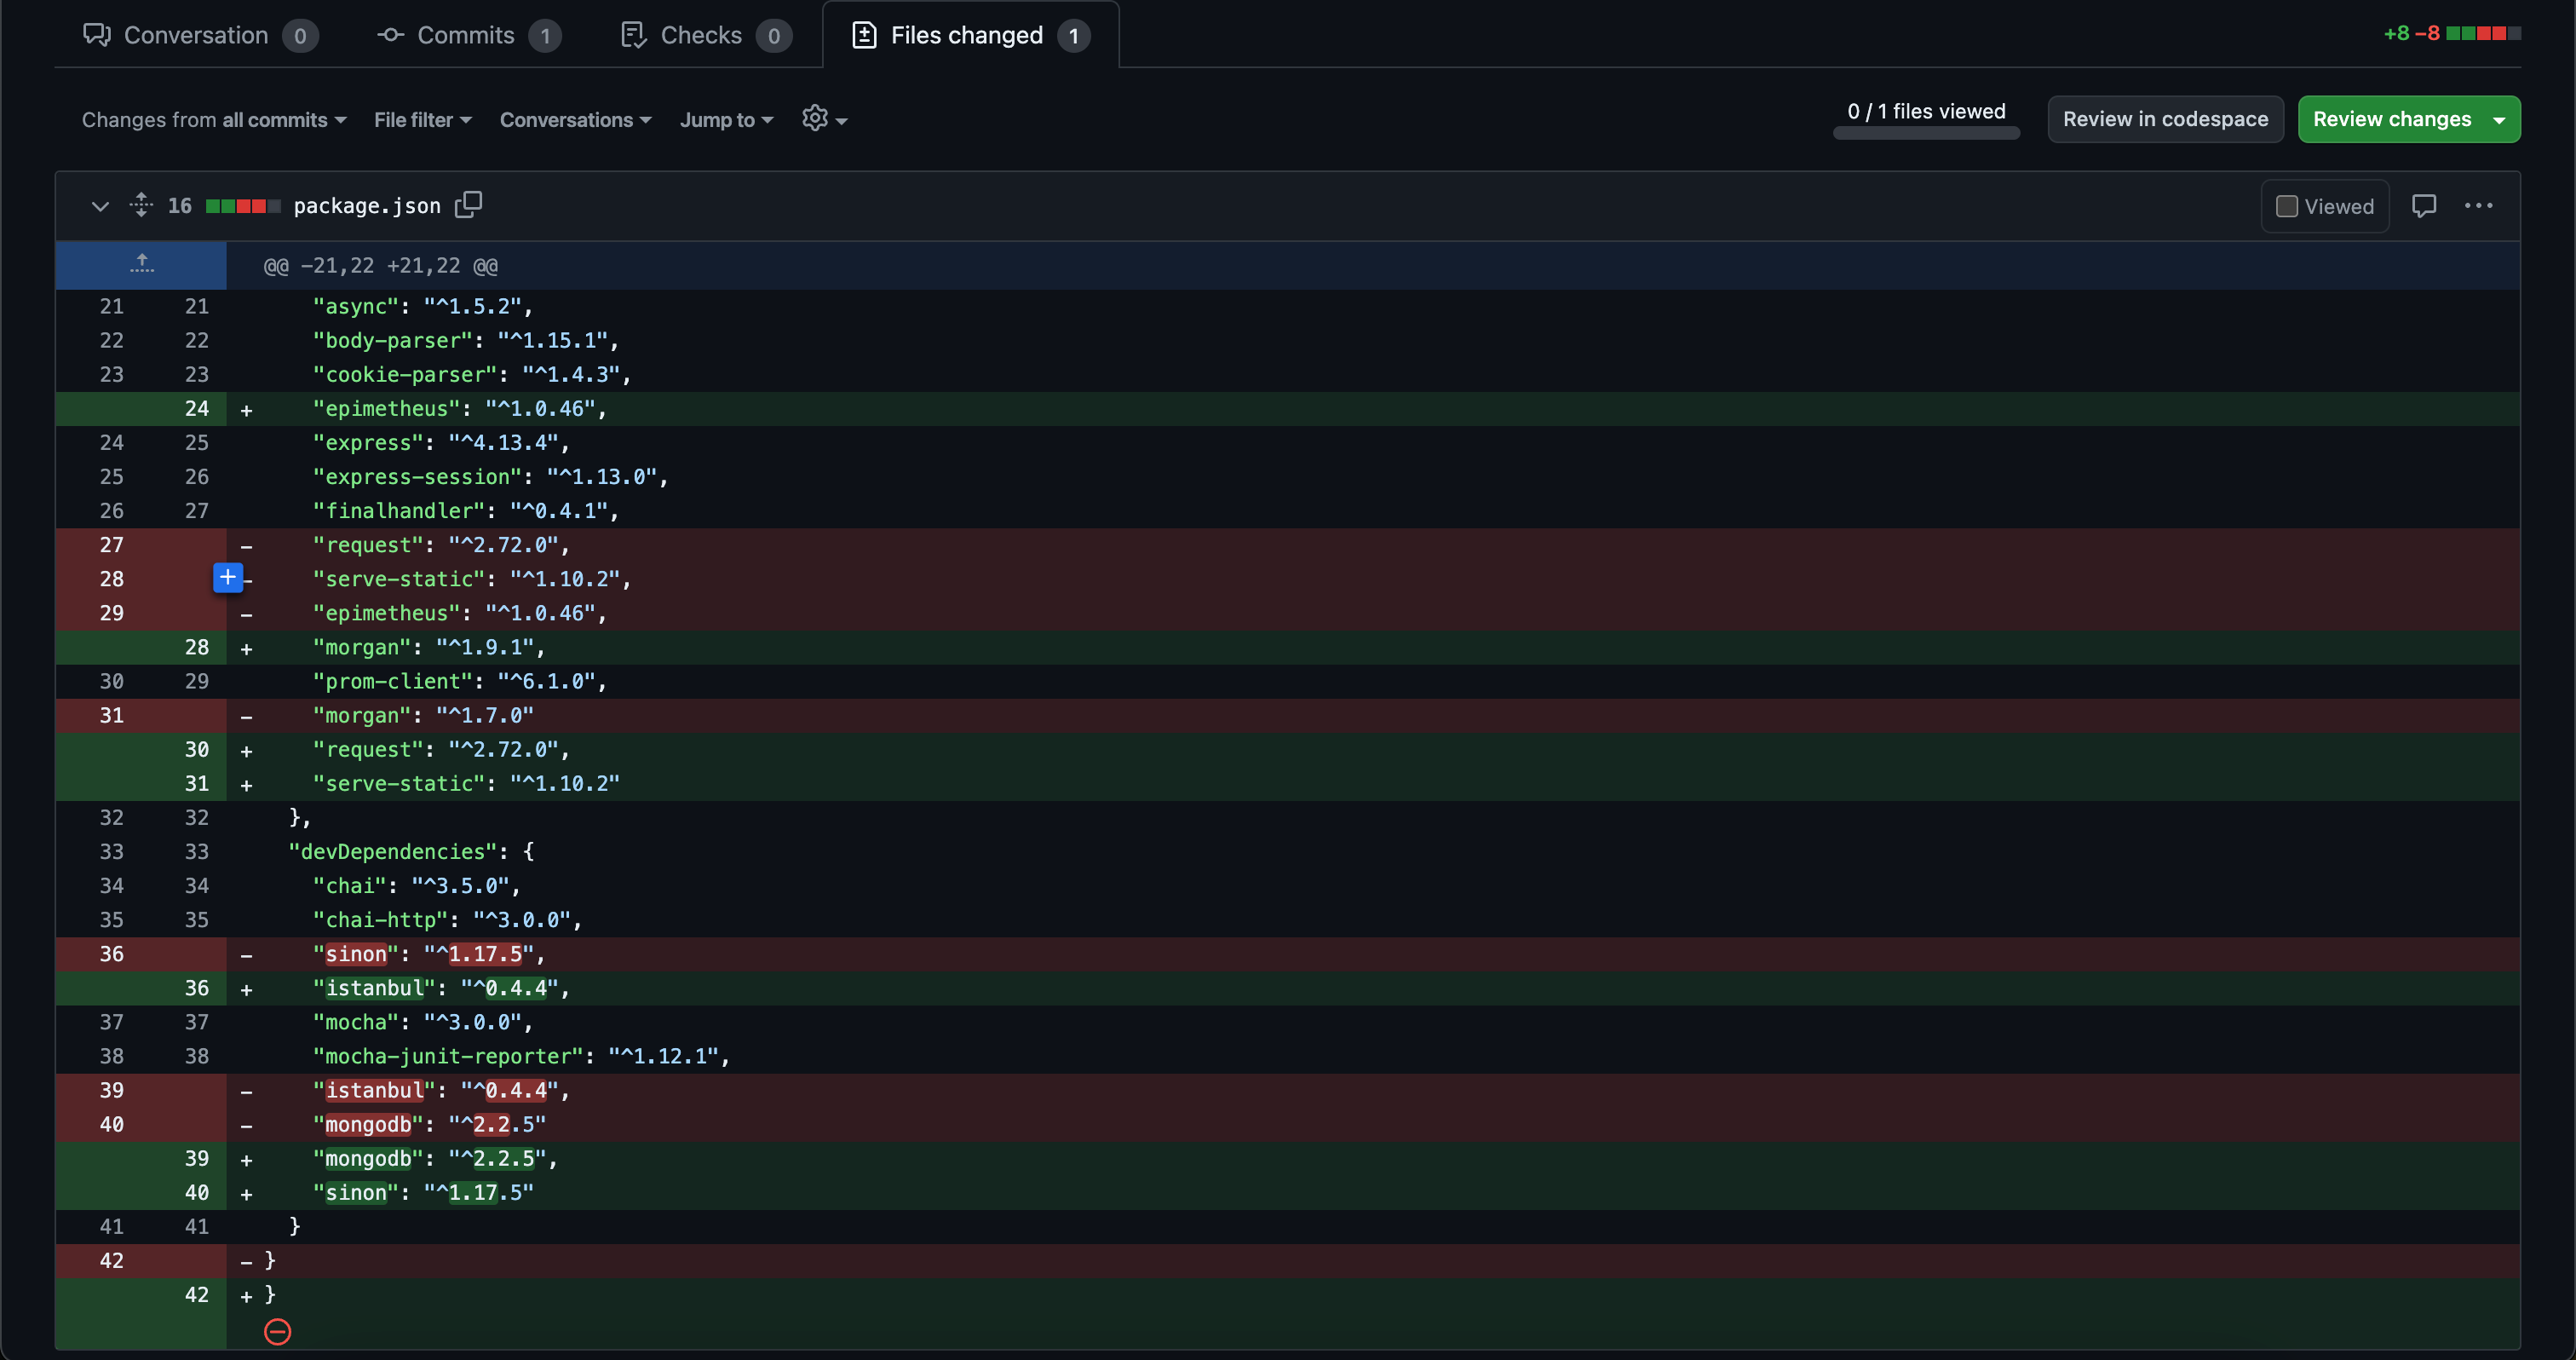 Conversation 0 Commits 1 Checks 0 Files changed 1 +8 −8
Changes from all commits File filter Conversations Jump to 0 / 1 files viewed Review in codespace Review changes
16 package.json Viewed
@@ -21,22 +21,22 @@
21 21 "async": "^1.5.2",
22 22 "body-parser": "^1.15.1",
23 23 "cookie-parser": "^1.4.3",
24 + "epimetheus": "^1.0.46",
24 25 "express": "^4.13.4",
25 26 "express-session": "^1.13.0",
26 27 "finalhandler": "^0.4.1",
27 - "request": "^2.72.0",
28 - "serve-static": "^1.10.2",
29 - "epimetheus": "^1.0.46",
28 + "morgan": "^1.9.1",
30 29 "prom-client": "^6.1.0",
31 - "morgan": "^1.7.0"
30 + "request": "^2.72.0",
31 + "serve-static": "^1.10.2"
32 32 },
33 33 "devDependencies": {
34 34 "chai": "^3.5.0",
35 35 "chai-http": "^3.0.0",
36 - "sinon": "^1.17.5",
36 + "istanbul": "^0.4.4",
37 37 "mocha": "^3.0.0",
38 38 "mocha-junit-reporter": "^1.12.1",
39 - "istanbul": "^0.4.4",
40 - "mongodb": "^2.2.5"
39 + "mongodb": "^2.2.5",
40 + "sinon": "^1.17.5"
41 41 }
42 - }
42 + }